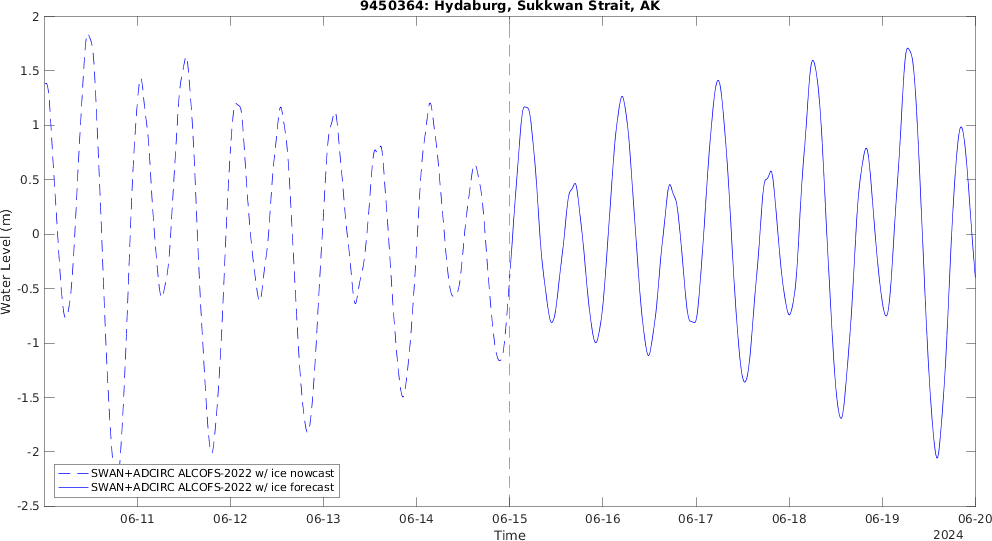 9450364: Hydaburg, Sukkwan Strait, AK
2
1.5
1
0.5
0
-0.5
-1
-1.5
-2
-2.5
Water Level (m)
SWAN+ADCIRC ALCOFS-2022 w/ ice nowcast
SWAN+ADCIRC ALCOFS-2022 w/ ice forecast
06-11 06-12 06-13 06-14 06-15 06-16 06-17 06-18 06-19 06-20
Time
2024